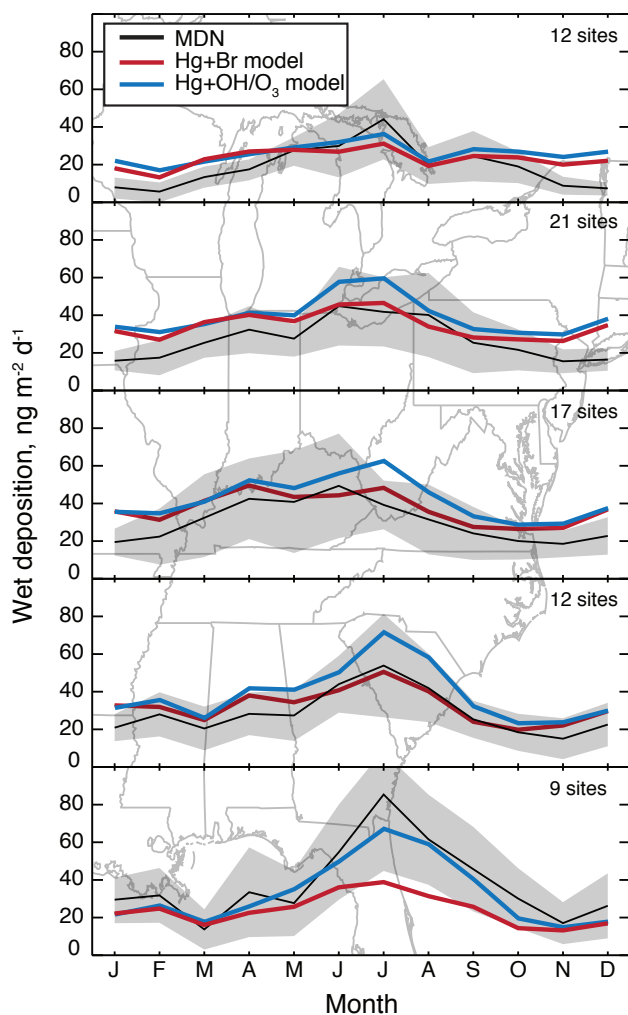 100
80
60
40
20
0
MDN
Hg+Br model
Hg+OH/O₃ model
12 sites
80
60
40
20
0
21 sites
80
60
40
20
0
17 sites
80
60
40
20
0
12 sites
80
60
40
20
0
9 sites
Wet deposition, ng m⁻² d⁻¹
J F M A M J J A S O N D
Month